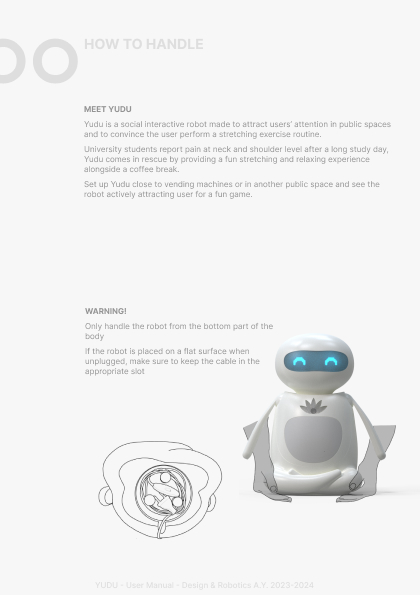 HOW TO HANDLE
MEET YUDU
Yudu is a social interactive robot made to attract users' attention in public spaces
and to convince the user perform a stretching exercise routine.
University students report pain at neck and shoulder level after a long study day,
Yudu comes in rescue by providing a fun stretching and relaxing experience
alongside a coffee break.
Set up Yudu close to vending machines or in another public space and see the
robot actively attracting user for a fun game.
WARNING!
Only handle the robot from the bottom part of the
body
If the robot is placed on a flat surface when
unplugged, make sure to keep the cable in the
appropriate slot
YUDU - User Manual - Design & Robotics A.Y. 2023-2024